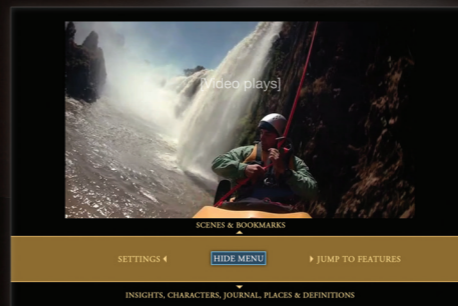 [video plays]
SCENES & BOOKMARKS
SETTINGS HIDE MENU JUMP TO FEATURES
INSIGHTS, CHARACTERS, JOURNAL, PLACES & DEFINITIONS